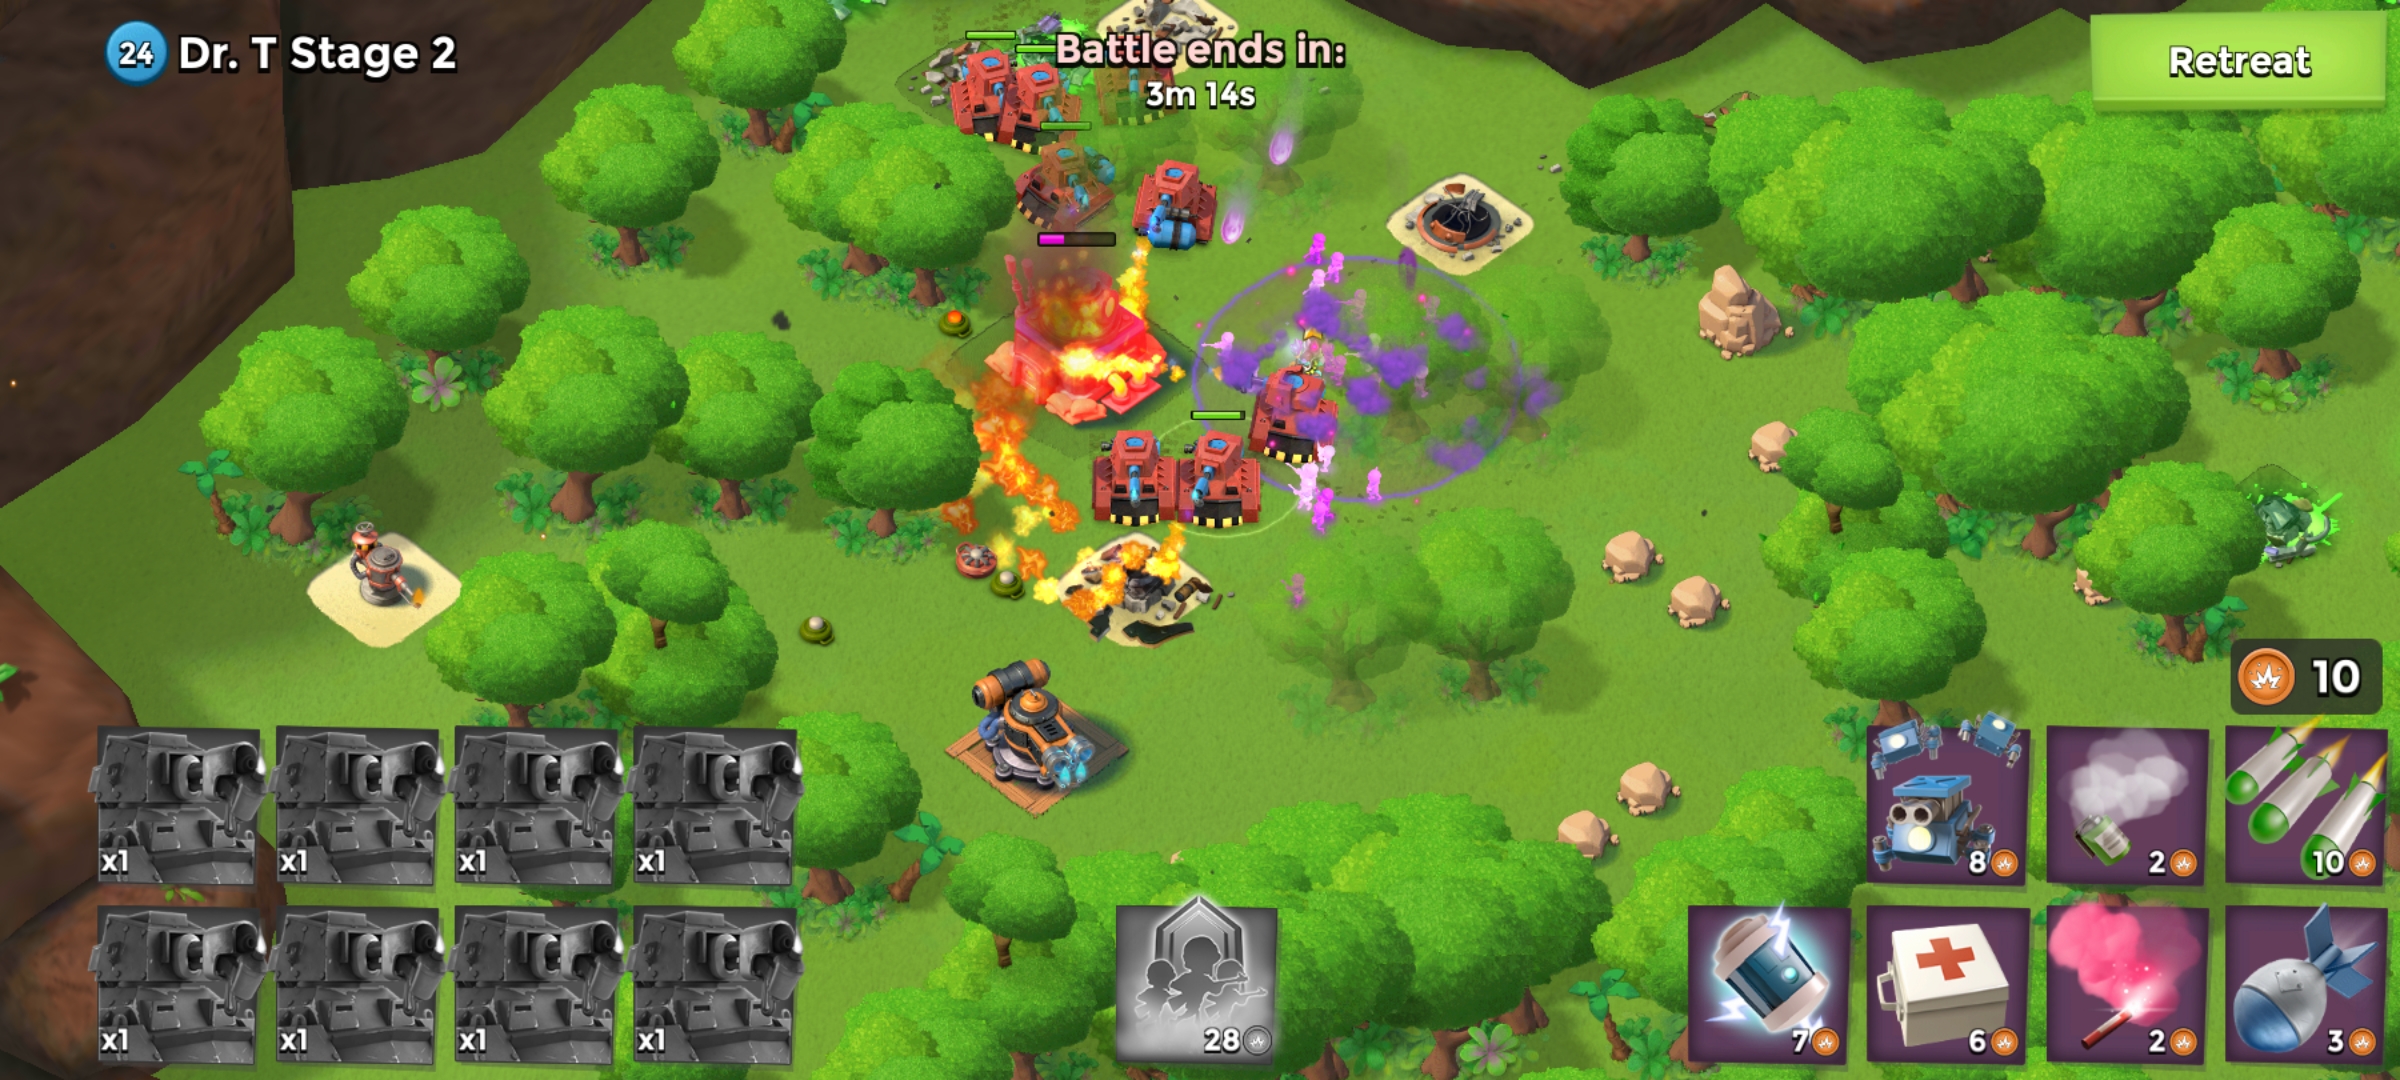 24 Dr. T Stage 2
Battle ends in:
3m 14s
Retreat
10
x1 x1 x1 x1
8 2 10
x1 x1 x1 x1
28
7 6 2 3